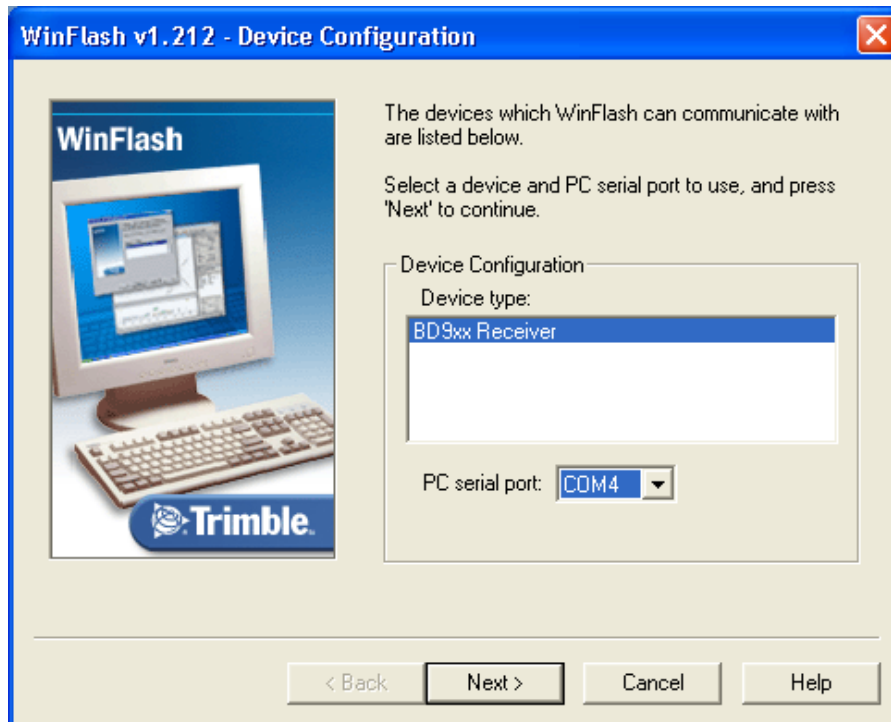 WinFlash v1.212 - Device Configuration
WinFlash
Trimble.
The devices which WinFlash can communicate with
are listed below.
Select a device and PC serial port to use, and press
'Next' to continue.
Device Configuration
Device type:
BD9xx Receiver
PC serial port: COM4
< Back Next > Cancel Help